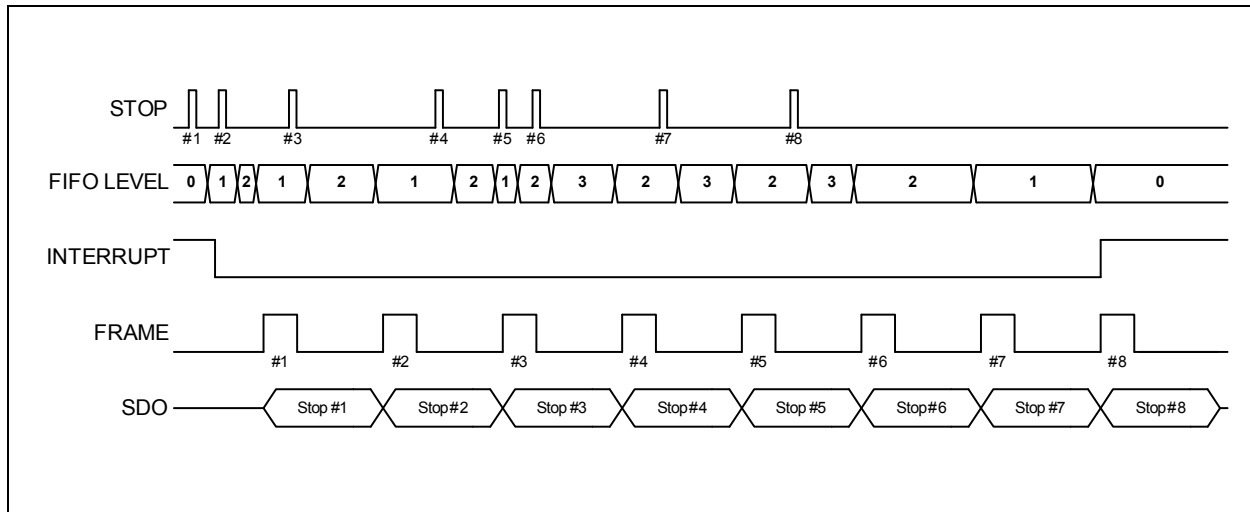 STOP
#1 #2 #3 #4 #5 #6 #7 #8
FIFO LEVEL 0 1 2 1 2 1 2 1 2 3 2 3 2 3 2 1 0
INTERRUPT
FRAME
#1 #2 #3 #4 #5 #6 #7 #8
SDO Stop #1 Stop#2 Stop #3 Stop#4 Stop #5 Stop#6 Stop #7 Stop#8